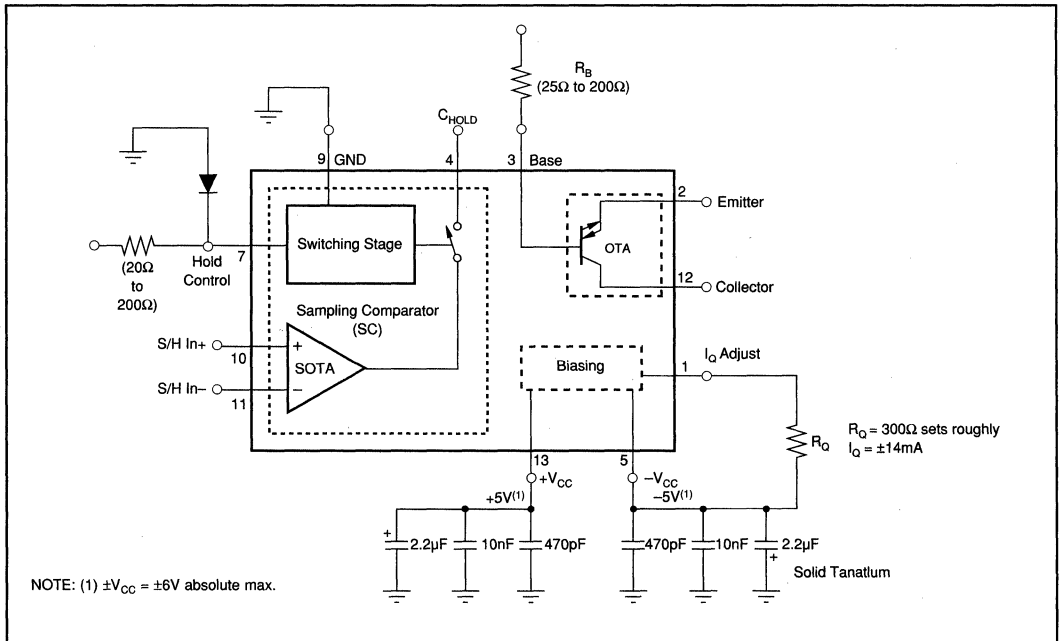 R_B
(25Ω to 200Ω)
C_HOLD
9 GND
4
3 Base
2
Emitter
Switching Stage
OTA
7
Hold
Control
(20Ω
to
200Ω)
12
Collector
Sampling Comparator
(SC)
S/H In+
10
+
SOTA
S/H In–
11
–
Biasing
1
I_Q Adjust
R_Q
R_Q = 300Ω sets roughly
I_Q = ±14mA
13
+V_CC
+5V(1)
5
–V_CC
–5V(1)
+
2.2µF
10nF
470pF
470pF
10nF
2.2µF
+
Solid Tanatlum
NOTE: (1) ±V_CC = ±6V absolute max.